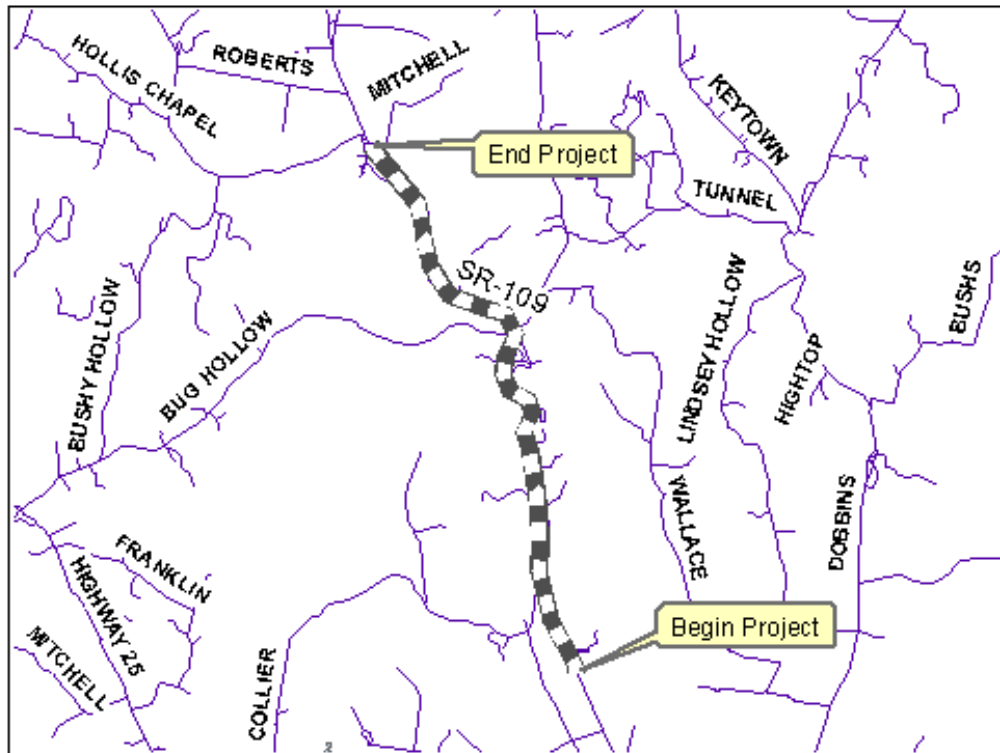 HOLLIS CHAPEL
ROBERTS
MITCHELL
KEYTOWN
End Project
TUNNEL
SR-109
BUSHY HOLLOW
BUG HOLLOW
LINDSEY HOLLOW
HIGHTOP
BUSHS
WALLACE
DOBBINS
FRANKLIN
HIGHWAY 25
MITCHELL
COLLIER
Begin Project